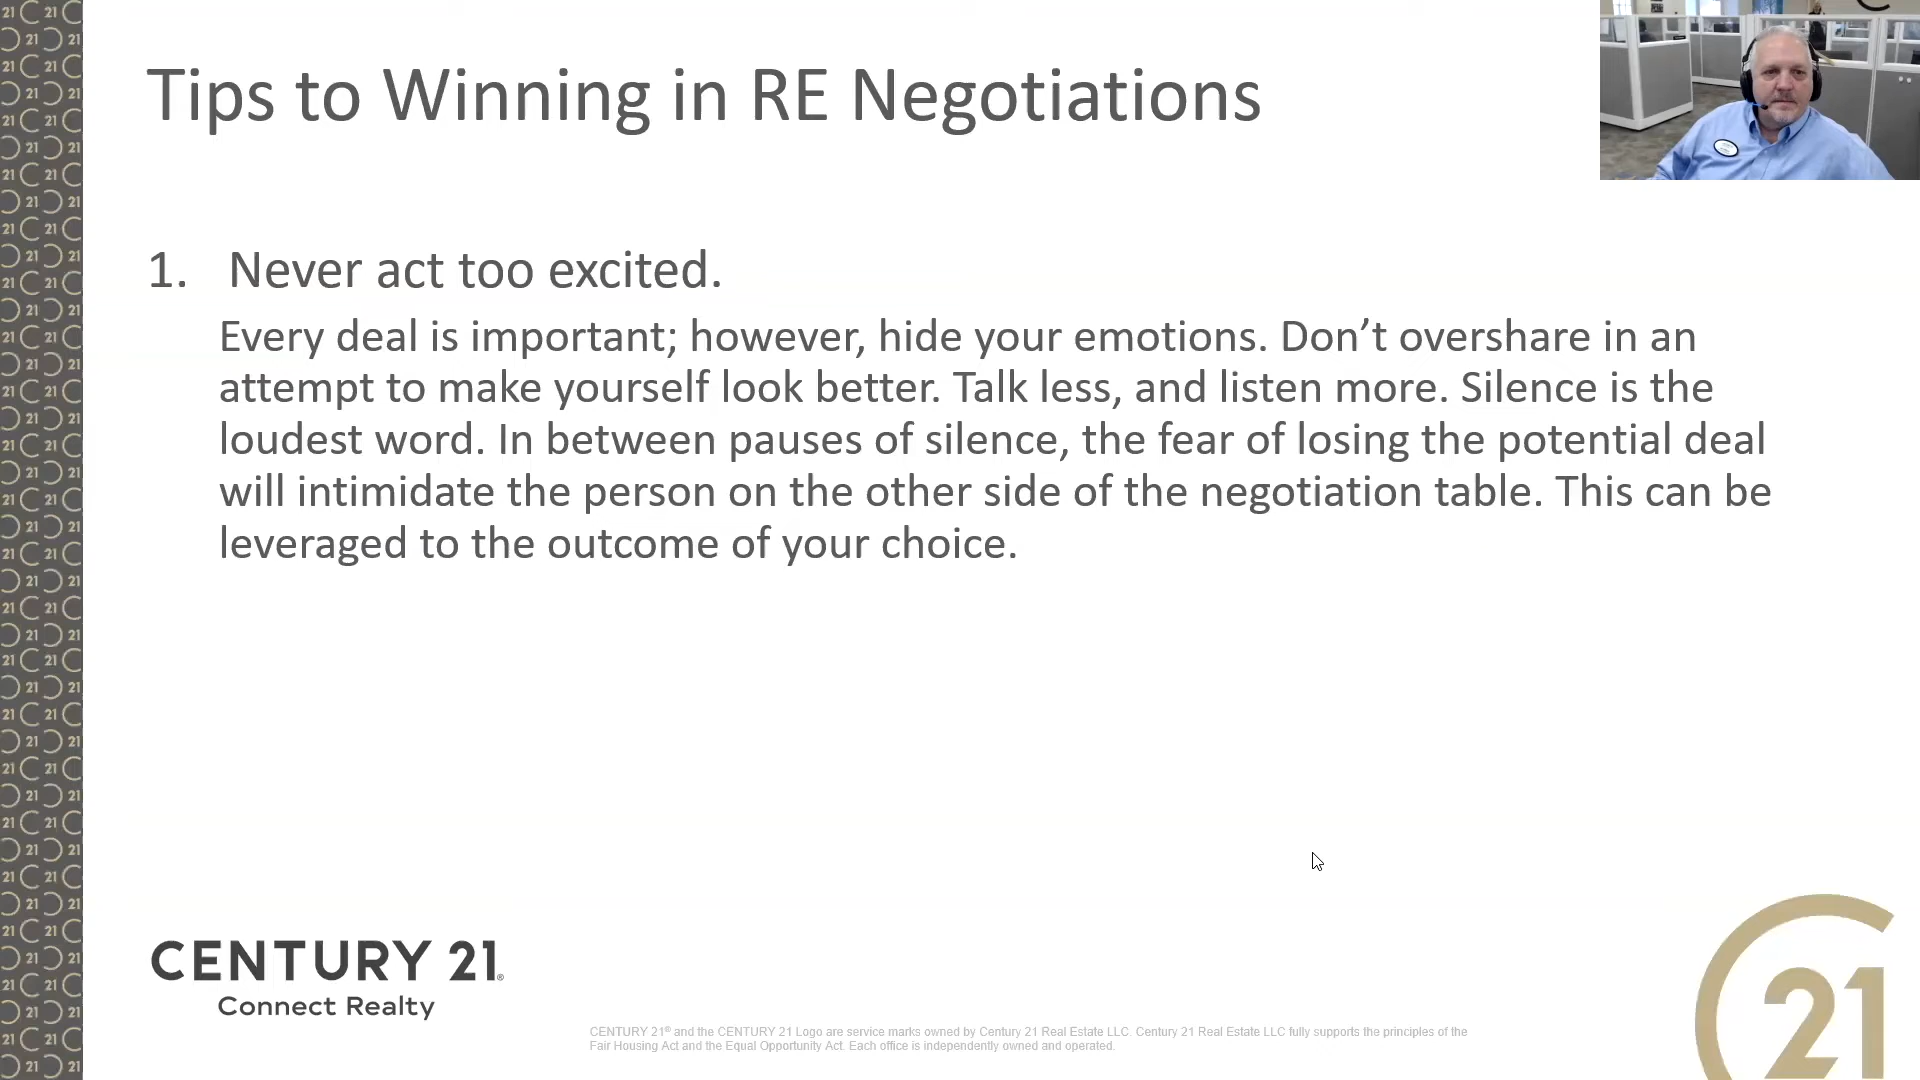 Tips to Winning in RE Negotiations
1. Never act too excited.
Every deal is important; however, hide your emotions. Don’t overshare in an
attempt to make yourself look better. Talk less, and listen more. Silence is the
loudest word. In between pauses of silence, the fear of losing the potential deal
will intimidate the person on the other side of the negotiation table. This can be
leveraged to the outcome of your choice.
CENTURY 21®
Connect Realty
CENTURY 21® and the CENTURY 21 Logo are service marks owned by Century 21 Real Estate LLC. Century 21 Real Estate LLC fully supports the principles of the
Fair Housing Act and the Equal Opportunity Act. Each office is independently owned and operated.
21